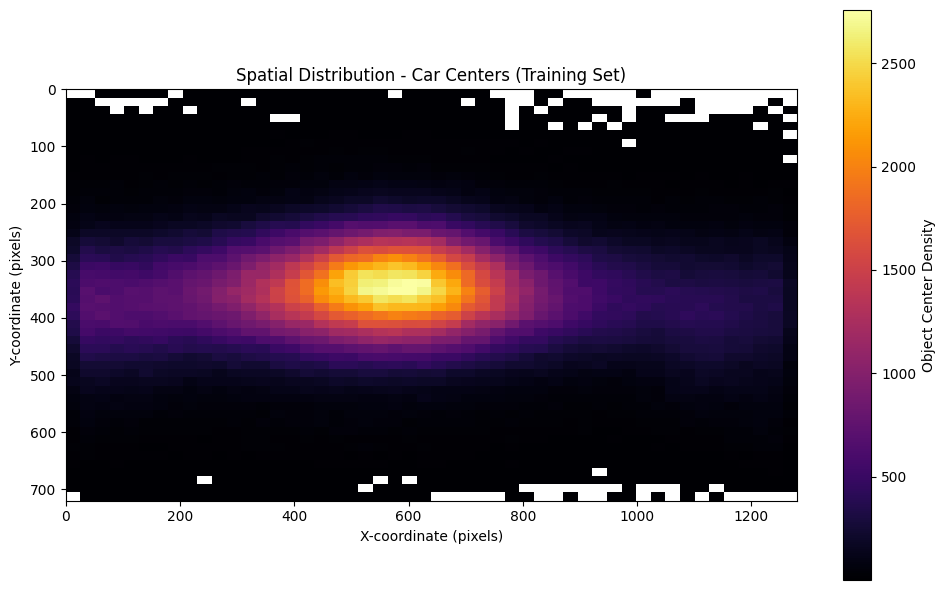 Spatial Distribution - Car Centers (Training Set)
0
100
200
300
400
500
600
700
Y-coordinate (pixels)
0 200 400 600 800 1000 1200
X-coordinate (pixels)
2500
2000
1500
1000
500
Object Center Density